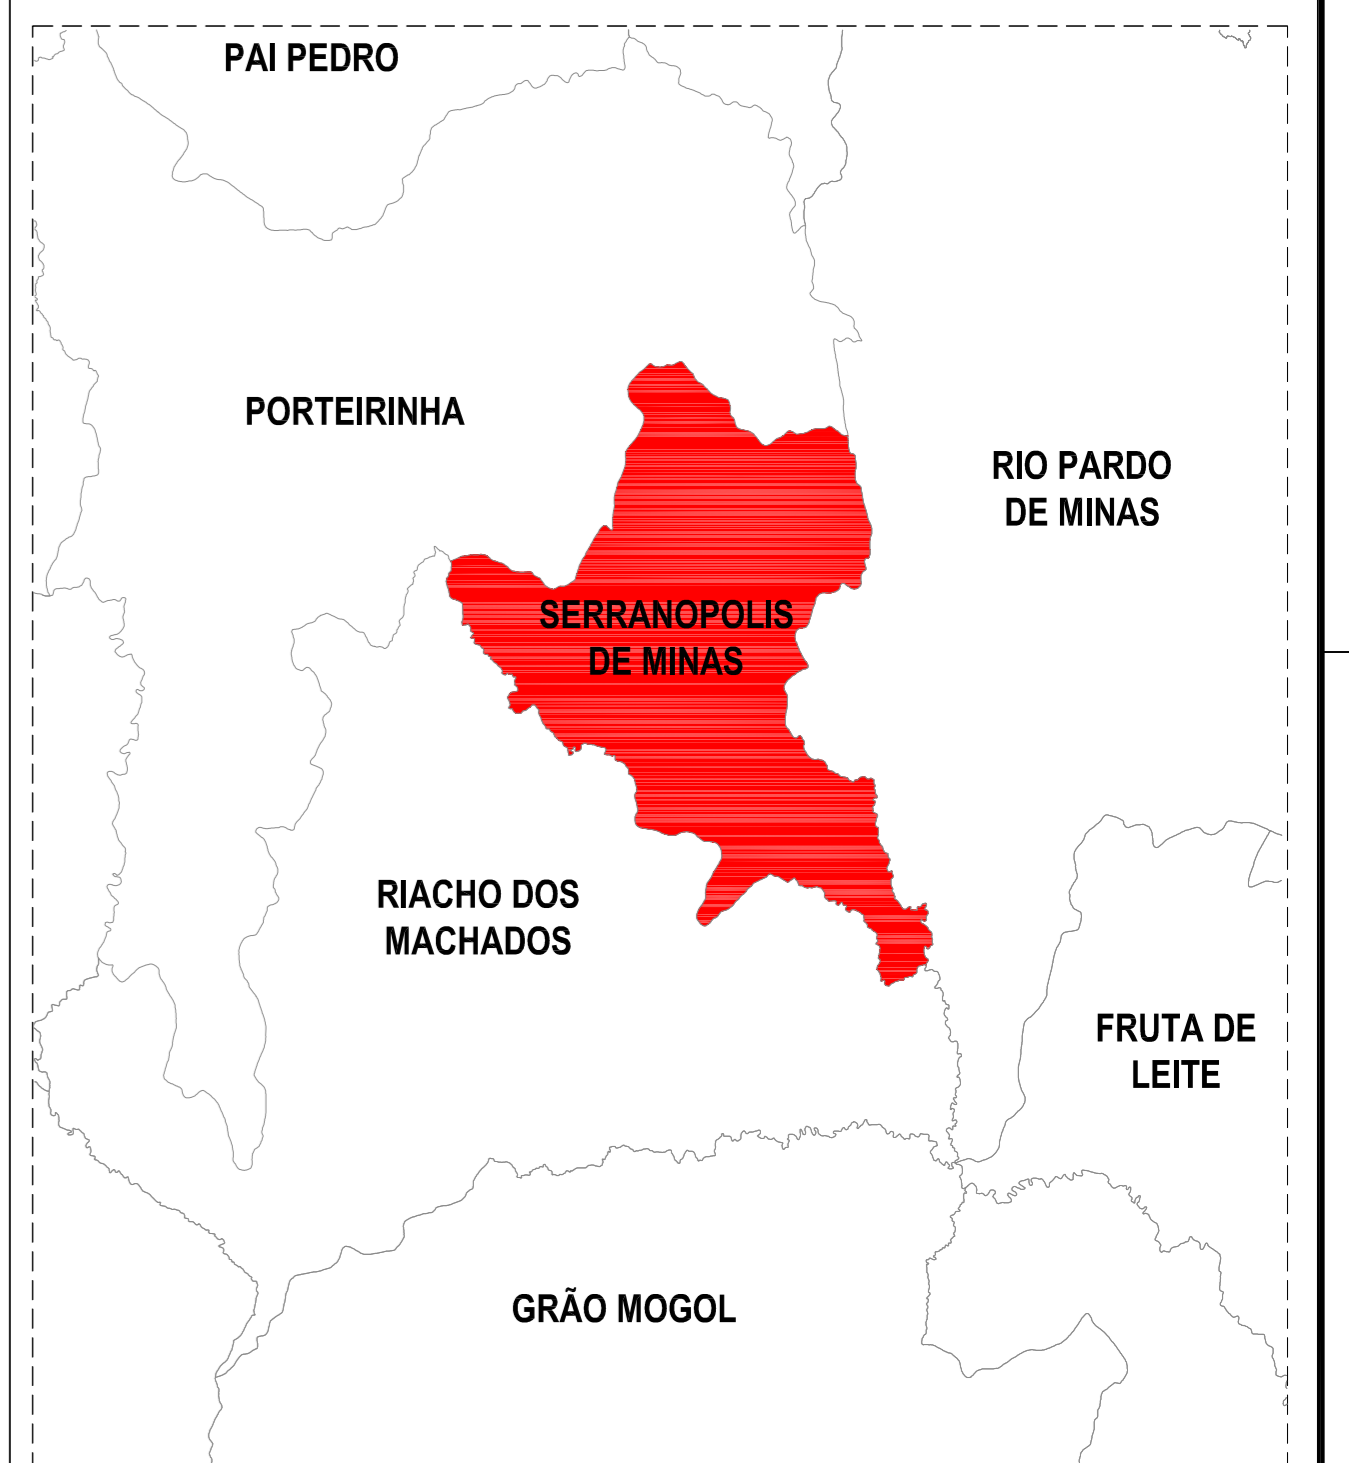 PAI PEDRO
PORTEIRINHA
RIO PARDO
DE MINAS
SERRANOPOLIS
DE MINAS
RIACHO DOS
MACHADOS
FRUTA DE
LEITE
GRÃO MOGOL